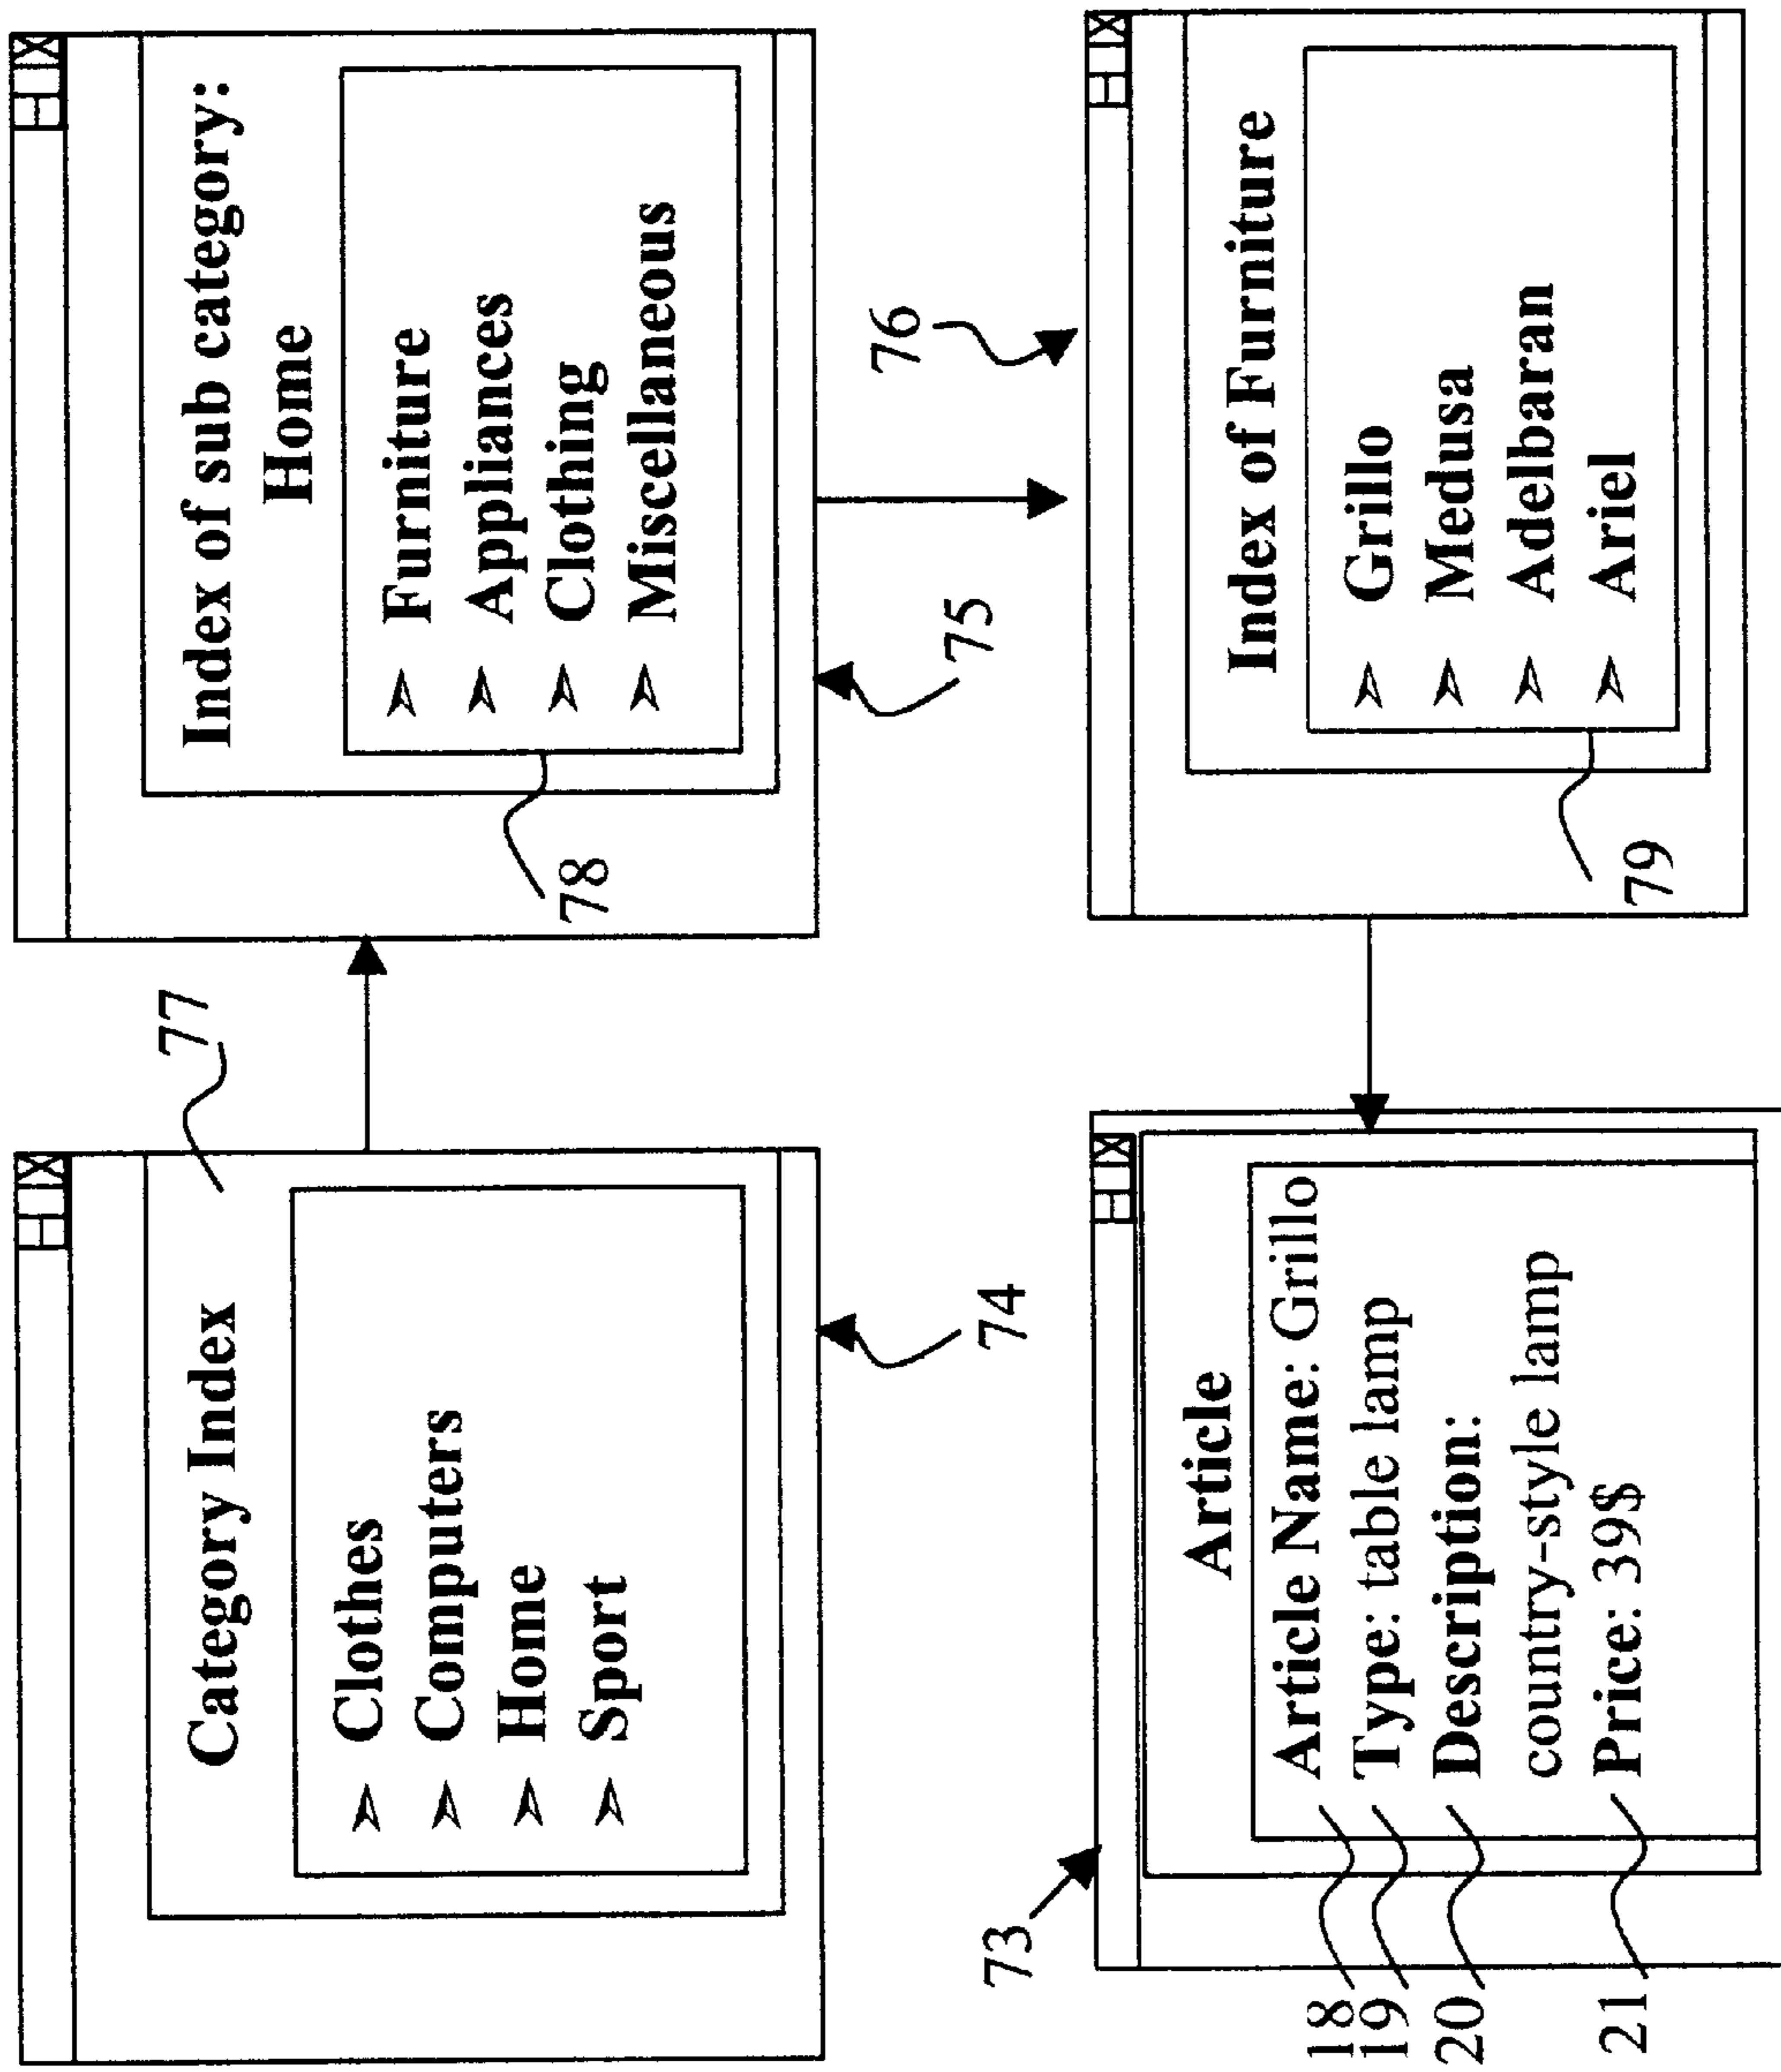 Category Index
Clothes
Computers
Home
Sport
77
74
Index of sub category:
Home
Furniture
Appliances
Clothing
Miscellaneous
78
75
76
73
Article
Article Name: Grillo
Type: table lamp
Description:
country-style lamp
Price: 39$
18
19
20
21
Index of Furniture
Grillo
Medusa
Adelbaran
Ariel
79